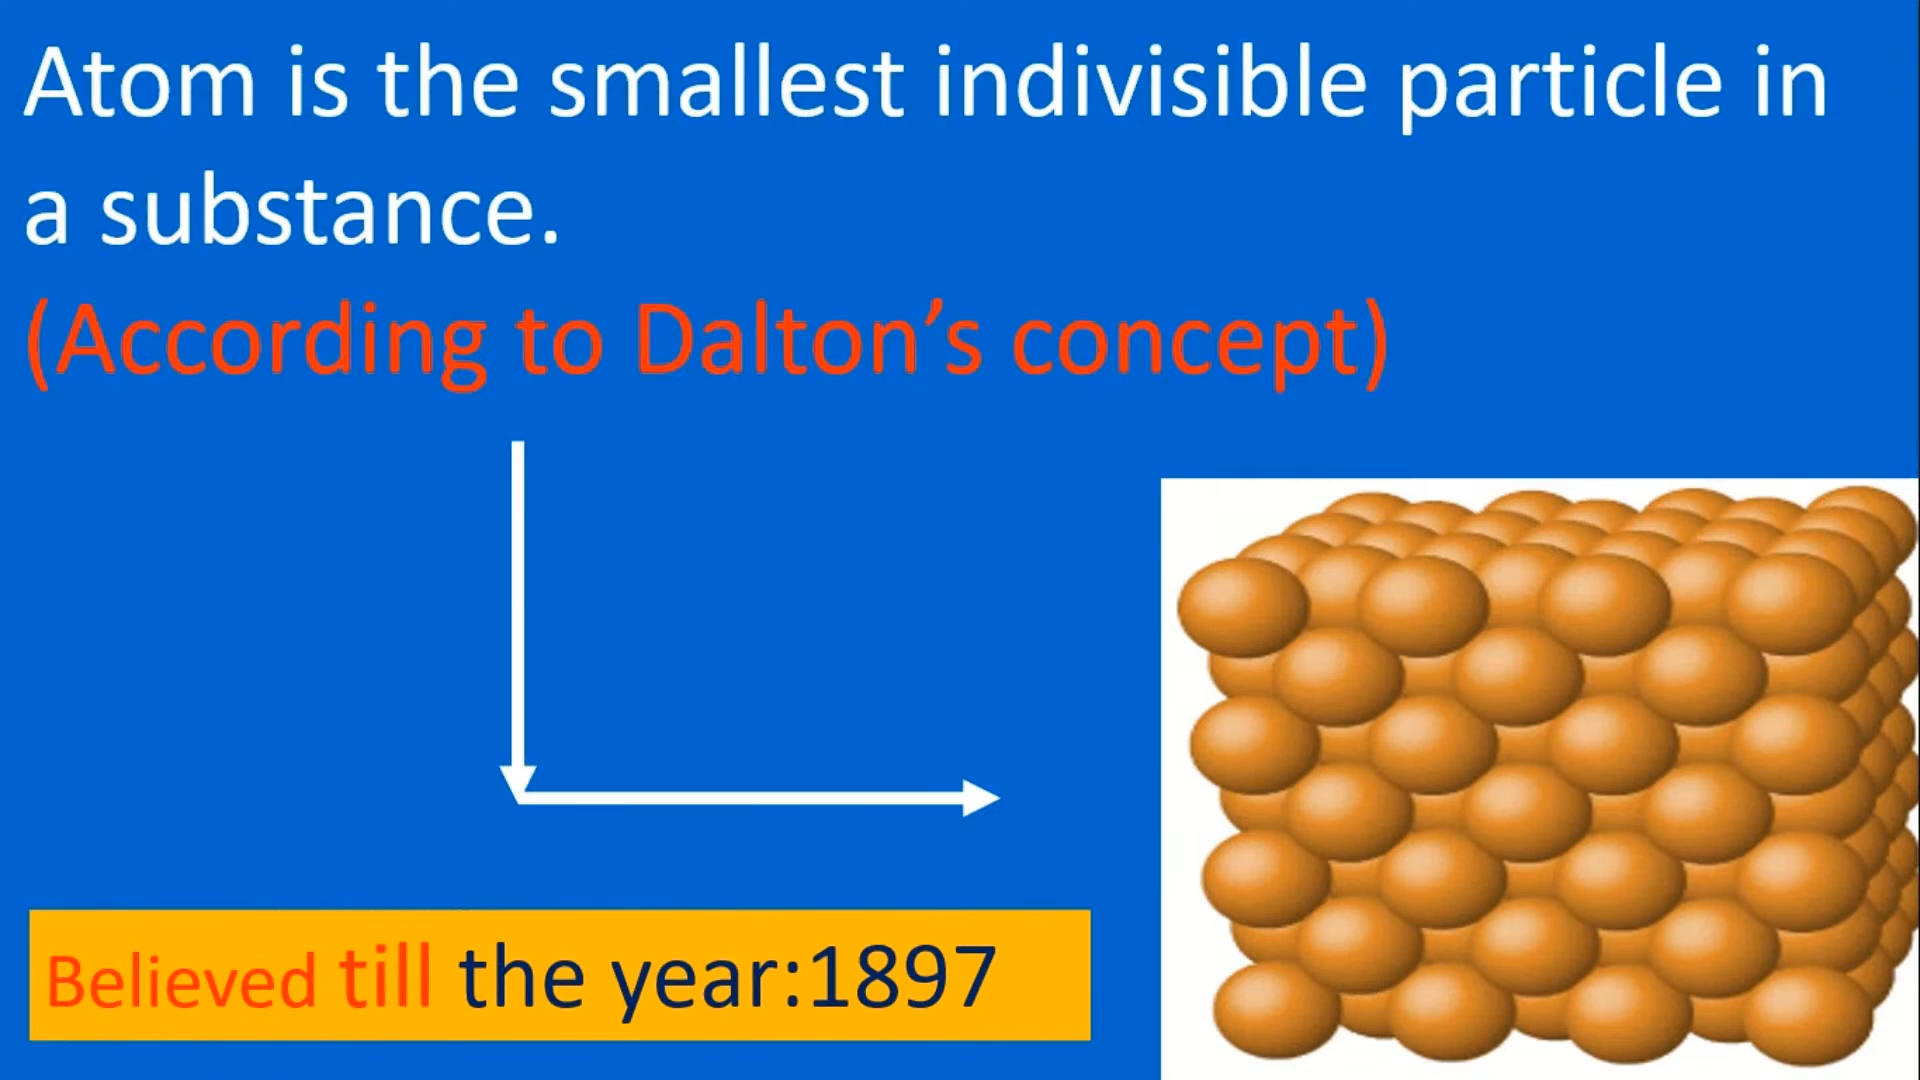 Atom is the smallest indivisible particle in
a substance.
(According to Dalton’s concept)
Believed till the year:1897